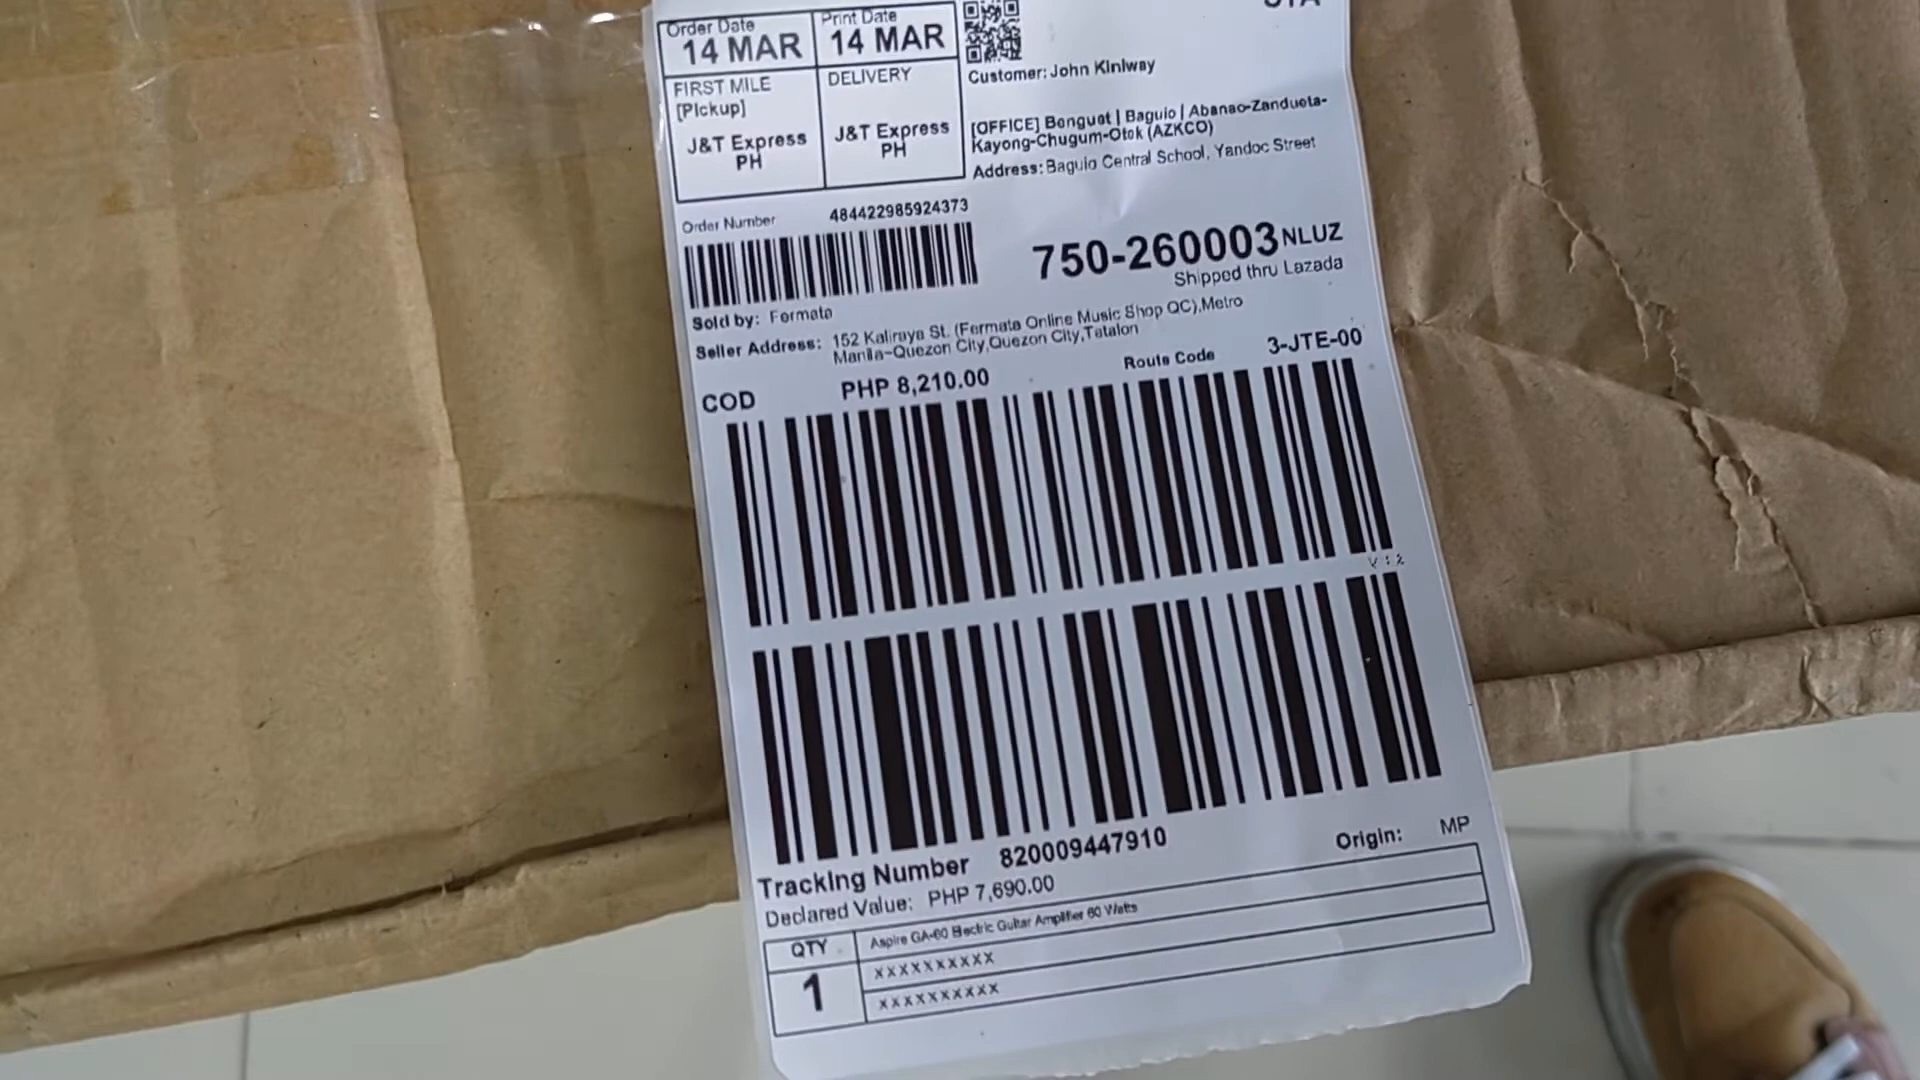 Order Date
14 MAR
Print Date
14 MAR
FIRST MILE
[Pickup]
J&T Express
PH
DELIVERY
J&T Express
PH
Customer: John Kiniway
[OFFICE] Benguet | Baguio | Abanao-Zandueta-
Kayong-Chugum-Otek (AZKCO)
Address: Baguio Central School, Yandoc Street
Order Number 484422985924373
750-260003 NLUZ
Shipped thru Lazada
Sold by: Fermata
Seller Address: 152 Kaliraya St. (Fermata Online Music Shop QC),Metro
Manila~Quezon City,Quezon City,Tatalon
COD PHP 8,210.00
Route Code 3-JTE-00
Tracking Number 820009447910
Origin: MP
Declared Value: PHP 7,690.00
QTY
1
Aspire GA-60 Electric Guitar Amplifier 60 Watts
xxxxxxxxxx
xxxxxxxxxx